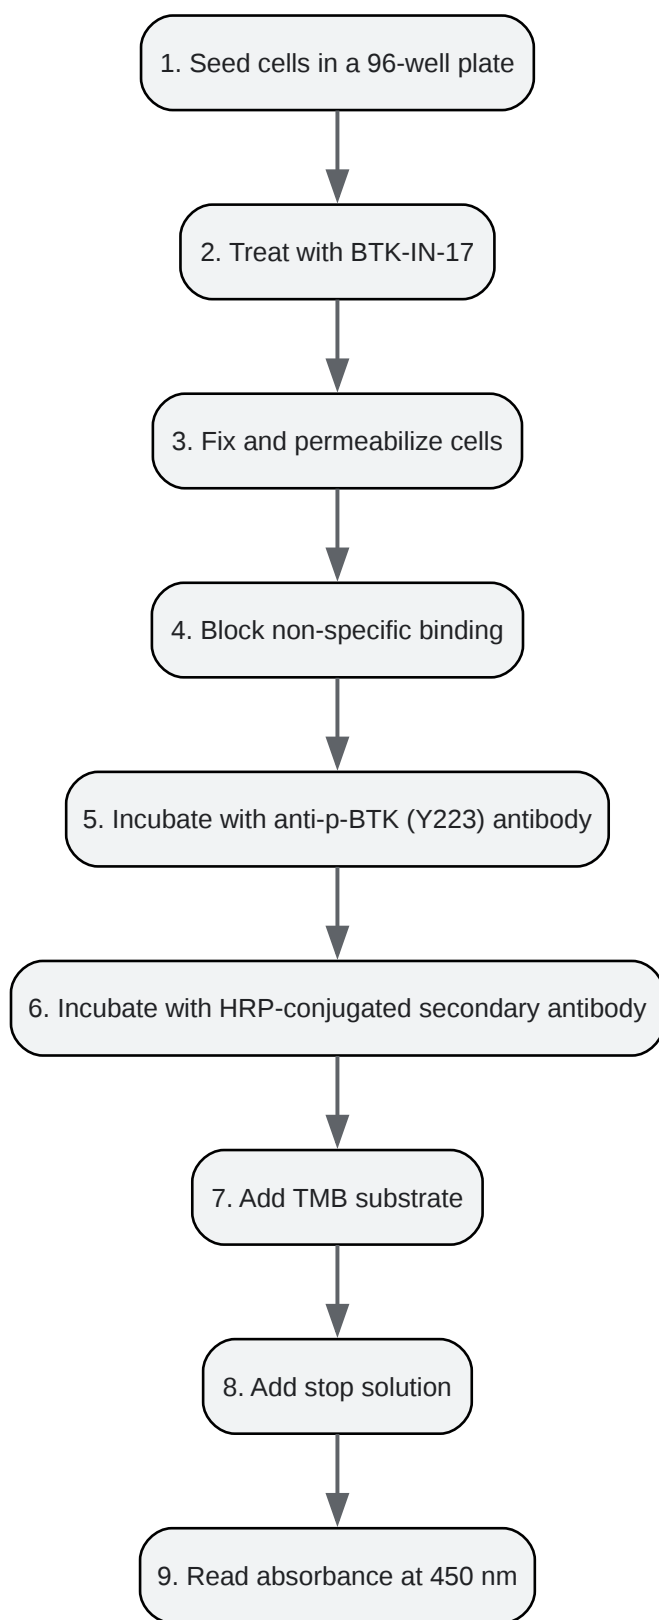 1. Seed cells in a 96-well plate
2. Treat with BTK-IN-17
3. Fix and permeabilize cells
4. Block non-specific binding
5. Incubate with anti-p-BTK (Y223) antibody
6. Incubate with HRP-conjugated secondary antibody
7. Add TMB substrate
8. Add stop solution
9. Read absorbance at 450 nm